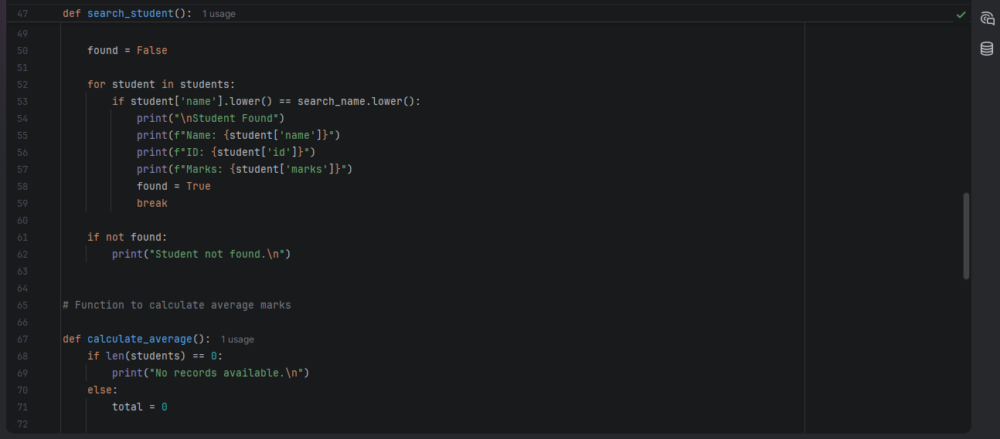 47 def search_student(): 1 usage
49
50 found = False
51
52 for student in students:
53 if student['name'].lower() == search_name.lower():
54 print("\nStudent Found")
55 print(f"Name: {student['name']}")
56 print(f"ID: {student['id']}")
57 print(f"Marks: {student['marks']}")
58 found = True
59 break
60
61 if not found:
62 print("Student not found.\n")
63
64
65 # Function to calculate average marks
66
67 def calculate_average(): 1 usage
68 if len(students) == 0:
69 print("No records available.\n")
70 else:
71 total = 0
72